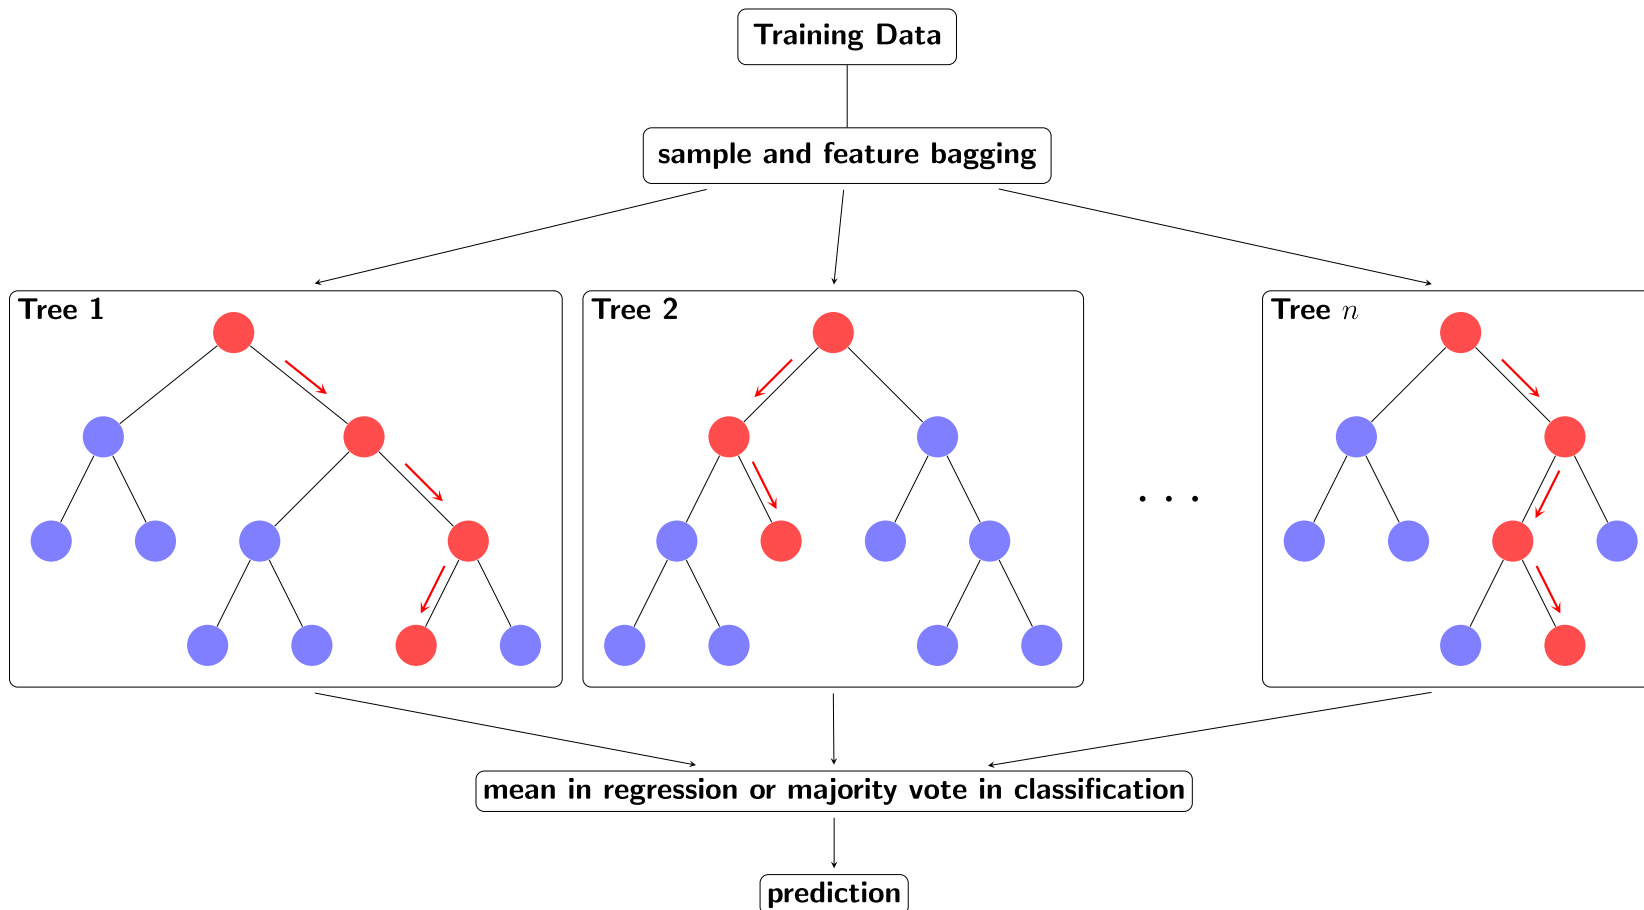 Training Data
sample and feature bagging
Tree 1
Tree 2
Tree n
. . .
mean in regression or majority vote in classification
prediction